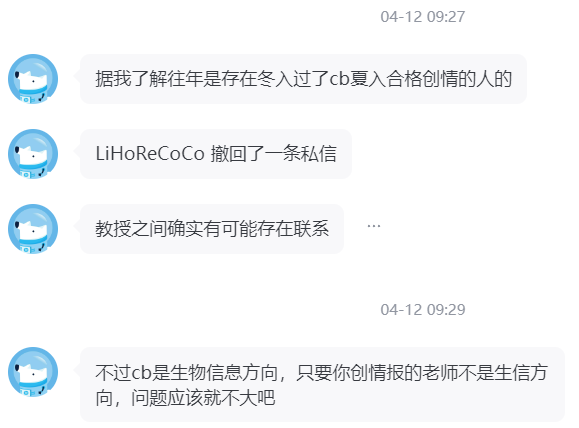 04-12 09:27
据我了解往年是存在冬入过了cb夏入合格创情的人的
LiHoReCoCo 撤回了一条私信
教授之间确实有可能存在联系
...
04-12 09:29
不过cb是生物信息方向，只要你创情报的老师不是生信方
向，问题应该就不大吧